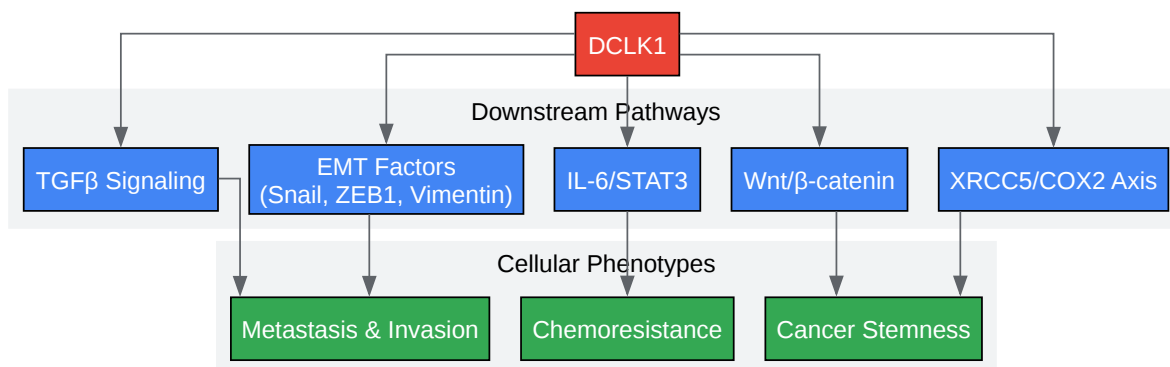 DCLK1
Downstream Pathways
TGFβ Signaling
EMT Factors
(Snail, ZEB1, Vimentin)
IL-6/STAT3
Wnt/β-catenin
XRCC5/COX2 Axis
Cellular Phenotypes
Metastasis & Invasion
Chemoresistance
Cancer Stemness